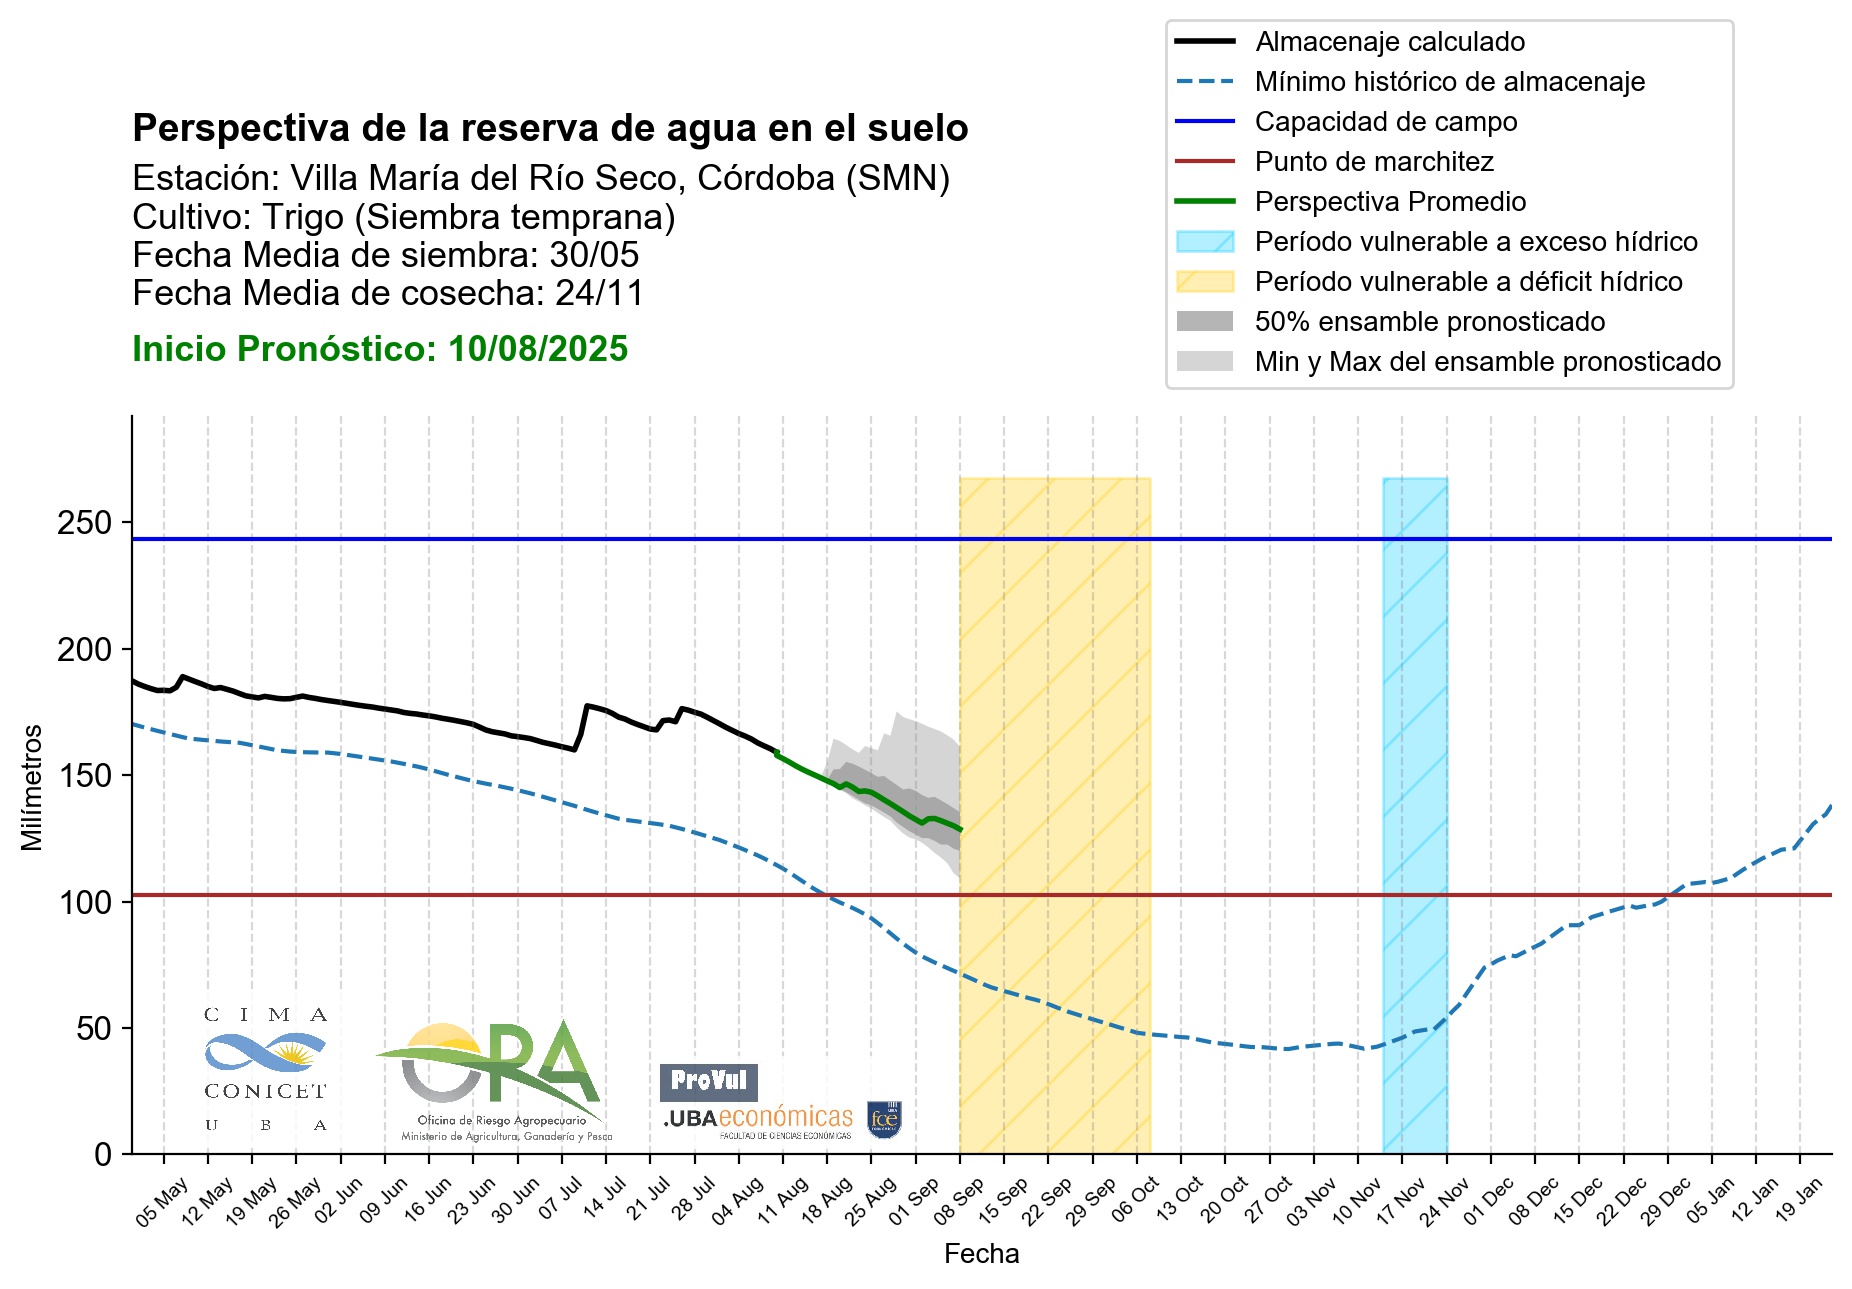 Almacenaje calculado
Mínimo histórico de almacenaje
Capacidad de campo
Punto de marchitez
Perspectiva Promedio
Período vulnerable a exceso hídrico
Período vulnerable a déficit hídrico
50% ensamble pronosticado
Min y Max del ensamble pronosticado
Perspectiva de la reserva de agua en el suelo
Estación: Villa María del Río Seco, Córdoba (SMN)
Cultivo: Trigo (Siembra temprana)
Fecha Media de siembra: 30/05
Fecha Media de cosecha: 24/11
Inicio Pronóstico: 10/08/2025
Milímetros
250
200
150
100
50
0
CIMA
CONICET
UBA
ORA
Oficina de Riesgo Agropecuario
Ministerio de Agricultura, Ganadería y Pesca
ProVul
.UBAeconómicas
FACULTAD DE CIENCIAS ECONÓMICAS
fce
05 May 12 May 19 May 26 May 02 Jun 09 Jun 16 Jun 23 Jun 30 Jun 07 Jul 14 Jul 21 Jul 28 Jul 04 Aug 11 Aug 18 Aug 25 Aug 01 Sep 08 Sep 15 Sep 22 Sep 29 Sep 06 Oct 13 Oct 20 Oct 27 Oct 03 Nov 10 Nov 17 Nov 24 Nov 01 Dec 08 Dec 15 Dec 22 Dec 29 Dec 05 Jan 12 Jan 19 Jan
Fecha